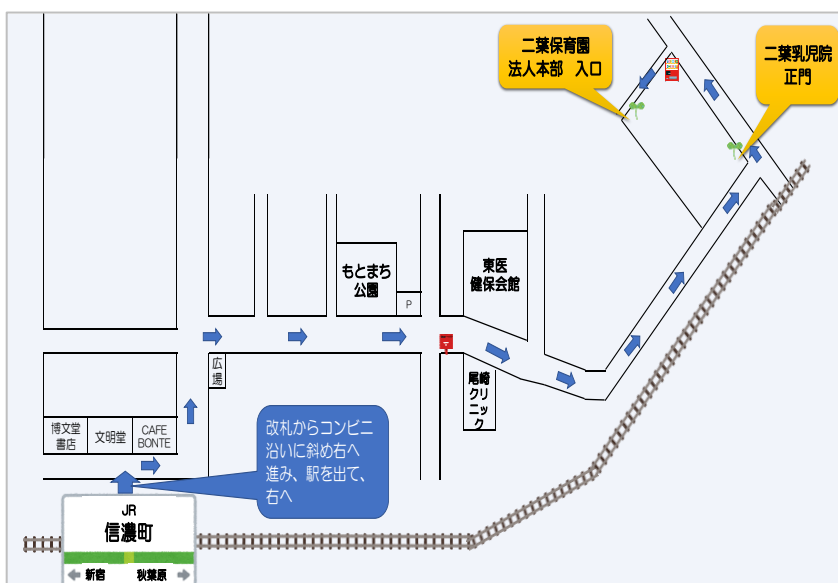 二葉保育園
法人本部 入口
二葉乳児院
正門
もとまち
公園
P
東医
健保会館
広
場
尾崎
クリ
ニッ
ク
博文堂
書店
文明堂
CAFE
BONTE
改札からコンビニ
沿いに斜め右へ
進み、駅を出て、
右へ
JR
信濃町
新宿
秋葉原